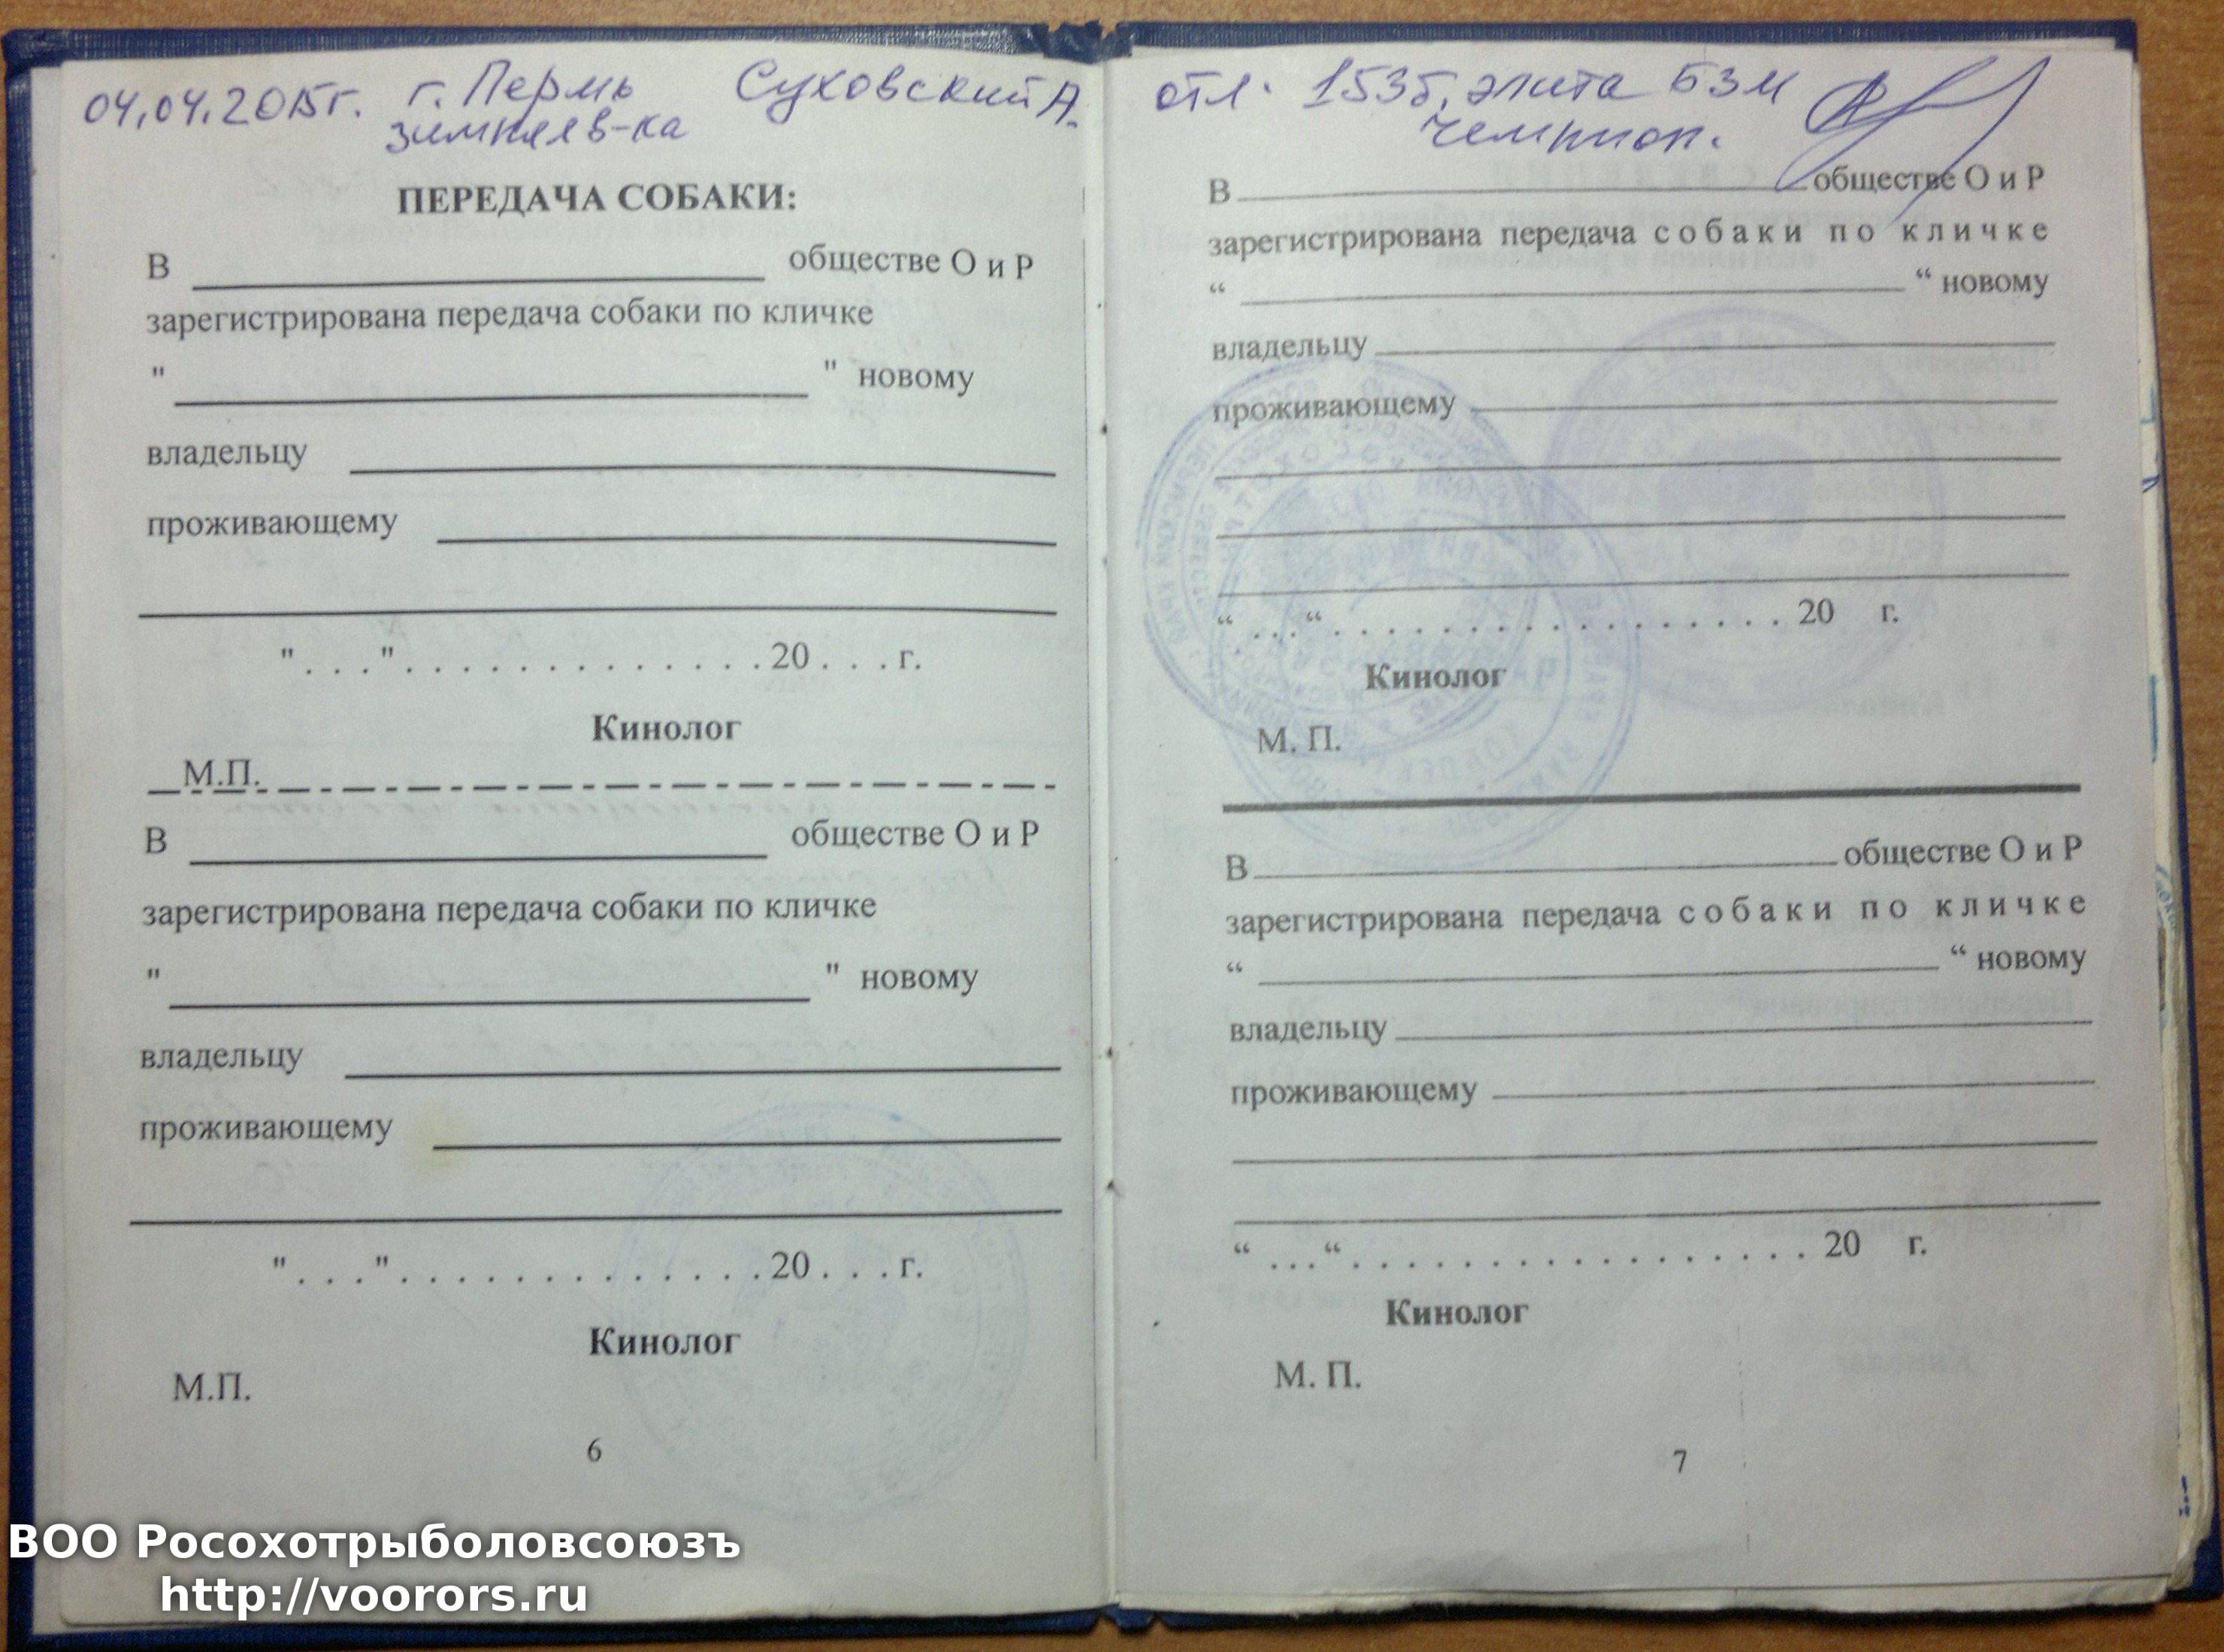 04.04.2015г. г. Пермь Суховский А.
зимняя в-ка
ПЕРЕДАЧА СОБАКИ:
В обществе О и Р
зарегистрирована передача собаки по кличке
" " новому
владельцу
проживающему
"..."..............20...г.
Кинолог
М.П.
В обществе О и Р
зарегистрирована передача собаки по кличке
" " новому
владельцу
проживающему
"..."..............20...г.
Кинолог
М.П.
6
отл. 153б, элита БЗМ
чемпион.
В обществе О и Р
зарегистрирована передача собаки по кличке
“ “ новому
владельцу
проживающему
“ ...“.................. 20 г.
Кинолог
М. П.
В обществе О и Р
зарегистрирована передача собаки по кличке
“ “ новому
владельцу
проживающему
“ ...“.................. 20 г.
Кинолог
М. П.
7
ВОО Росохотрыболовсоюзъ
http://voorors.ru